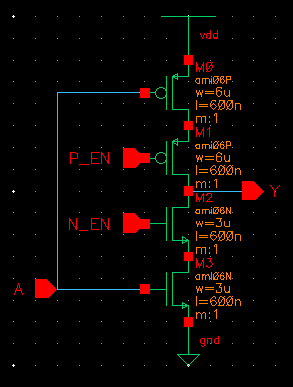 vdd
M0
ami06P
w=6u
l=600n
m:1
M1
ami06P
w=6u
l=600n
m:1
P_EN
Y
M2
ami06N
w=3u
l=600n
m:1
N_EN
M3
ami06N
w=3u
l=600n
m:1
A
gnd